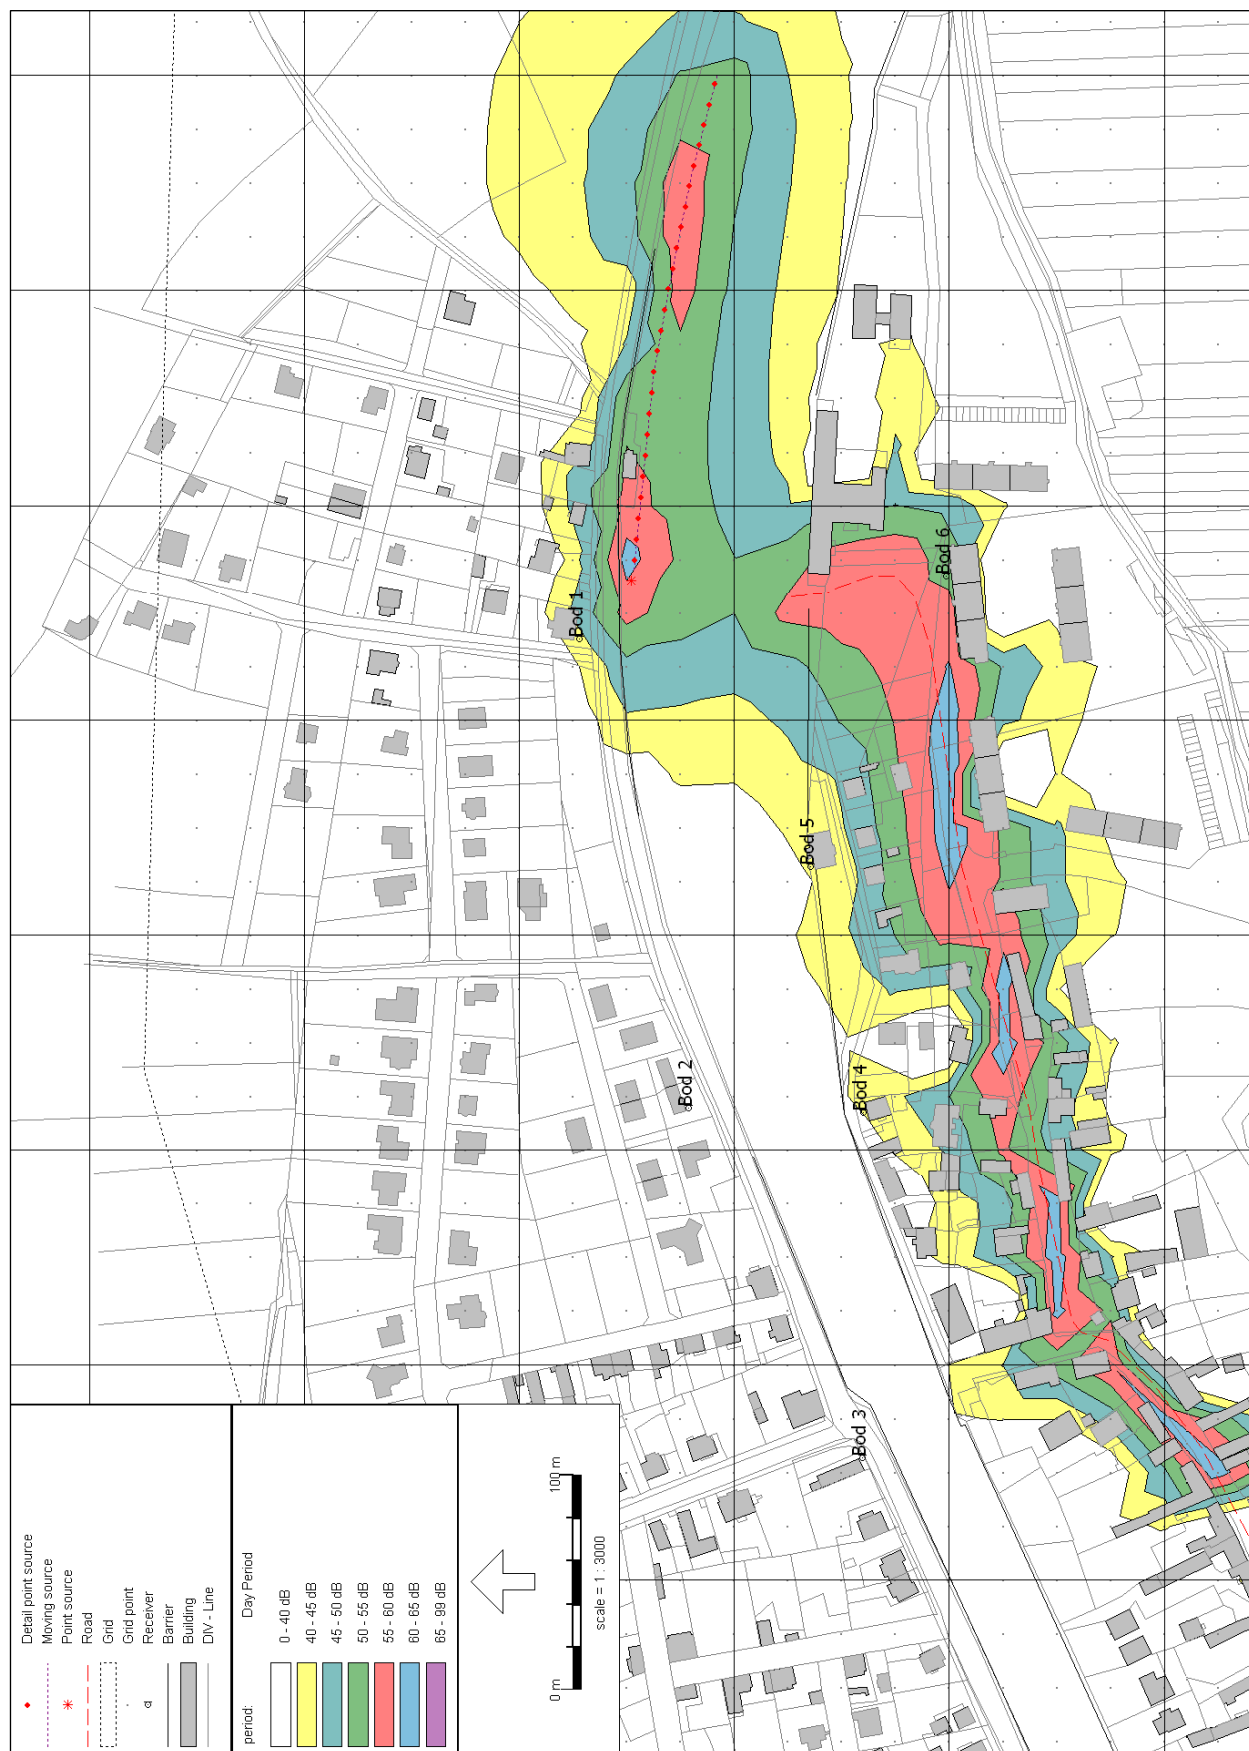 Detail point source
Moving source
Point source
Road
Grid
Grid point
Receiver
Barrier
Building
DIV - Line
period: Day Period
0 - 40 dB
40 - 45 dB
45 - 50 dB
50 - 55 dB
55 - 60 dB
60 - 65 dB
65 - 99 dB
0 m 100 m
scale = 1 : 3000
Bod 1
Bod 2
Bod 3
Bod 4
Bod 5
Bod 6